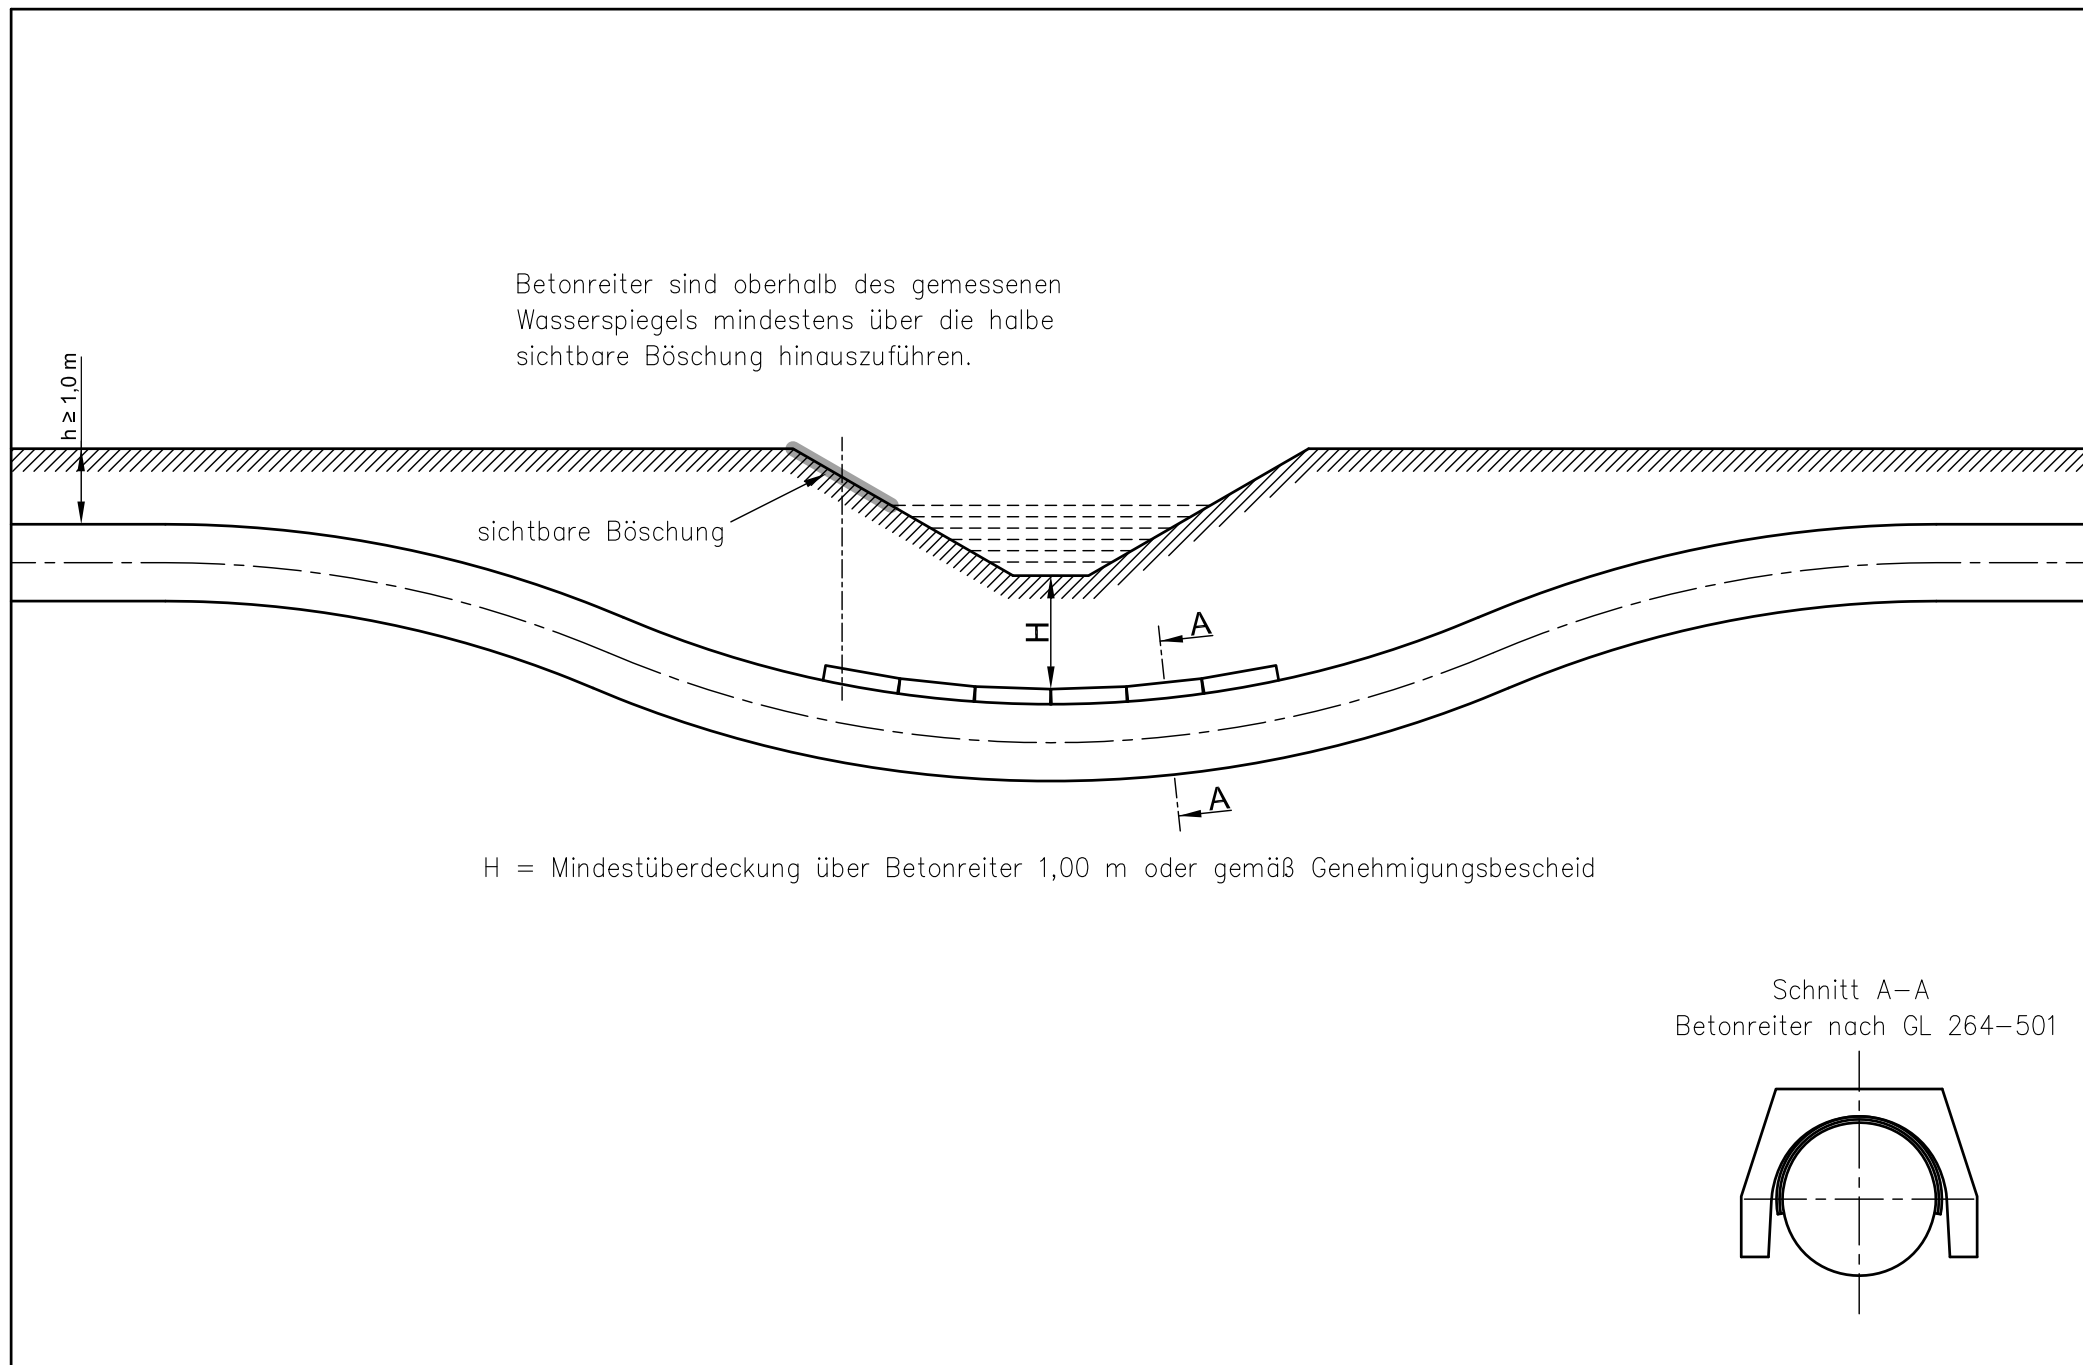 Betonreiter sind oberhalb des gemessenen
Wasserspiegels mindestens über die halbe
sichtbare Böschung hinauszuführen.
h ≥ 1,0 m
sichtbare Böschung
H
A
A
H = Mindestüberdeckung über Betonreiter 1,00 m oder gemäß Genehmigungsbescheid
Schnitt A-A
Betonreiter nach GL 264-501